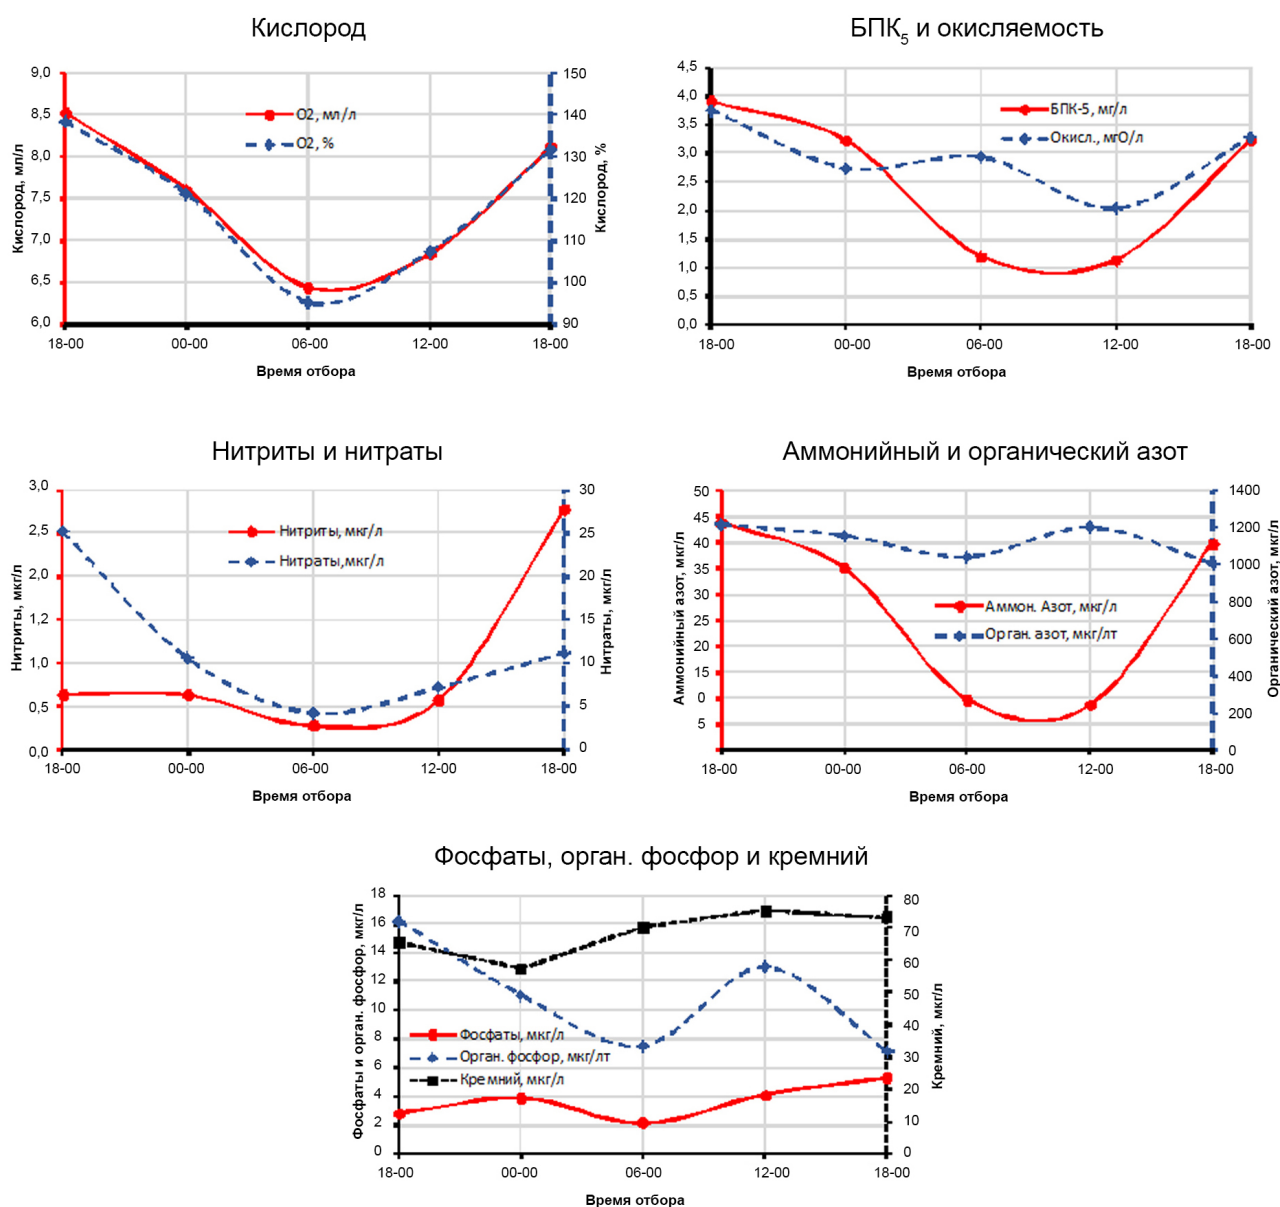 Кислород
9,0
8,5
8,0
7,5
7,0
6,5
6,0
Кислород, мл/л
O2, мл/л
O2, %
150
140
130
120
110
100
90
Кислород, %
18-00 00-00 06-00 12-00 18-00
Время отбора
БПК5 и окисляемость
4,5
4,0
3,5
3,0
2,5
2,0
1,5
1,0
0,5
0,0
БПК-5, мг/л
Окисл., мгО/л
18-00 00-00 06-00 12-00 18-00
Время отбора
Нитриты и нитраты
3,0
2,5
2,0
1,2
1,0
0,5
0,0
Нитриты, мкг/л
Нитриты, мкг/л
Нитраты,мкг/л
30
25
20
15
10
5
0
Нитраты, мкг/л
18-00 00-00 06-00 12-00 18-00
Время отбора
Аммонийный и органический азот
50
45
40
35
30
25
20
15
0
5
Аммонийный азот, мкг/л
Аммон. Азот, мкг/л
Орган. азот, мкг/лт
1400
1200
1000
800
600
400
200
0
Органический азот, мкг/л
18-00 00-00 06-00 12-00 18-00
Время отбора
Фосфаты, орган. фосфор и кремний
18
16
14
12
10
8
6
4
2
0
Фосфаты и орган. фосфор, мкг/л
Фосфаты, мкг/л
Орган. фосфор, мкг/лт
Кремний, мкг/л
80
70
60
50
40
30
20
10
0
Кремний, мкг/л
18-00 00-00 06-00 12-00 18-00
Время отбора